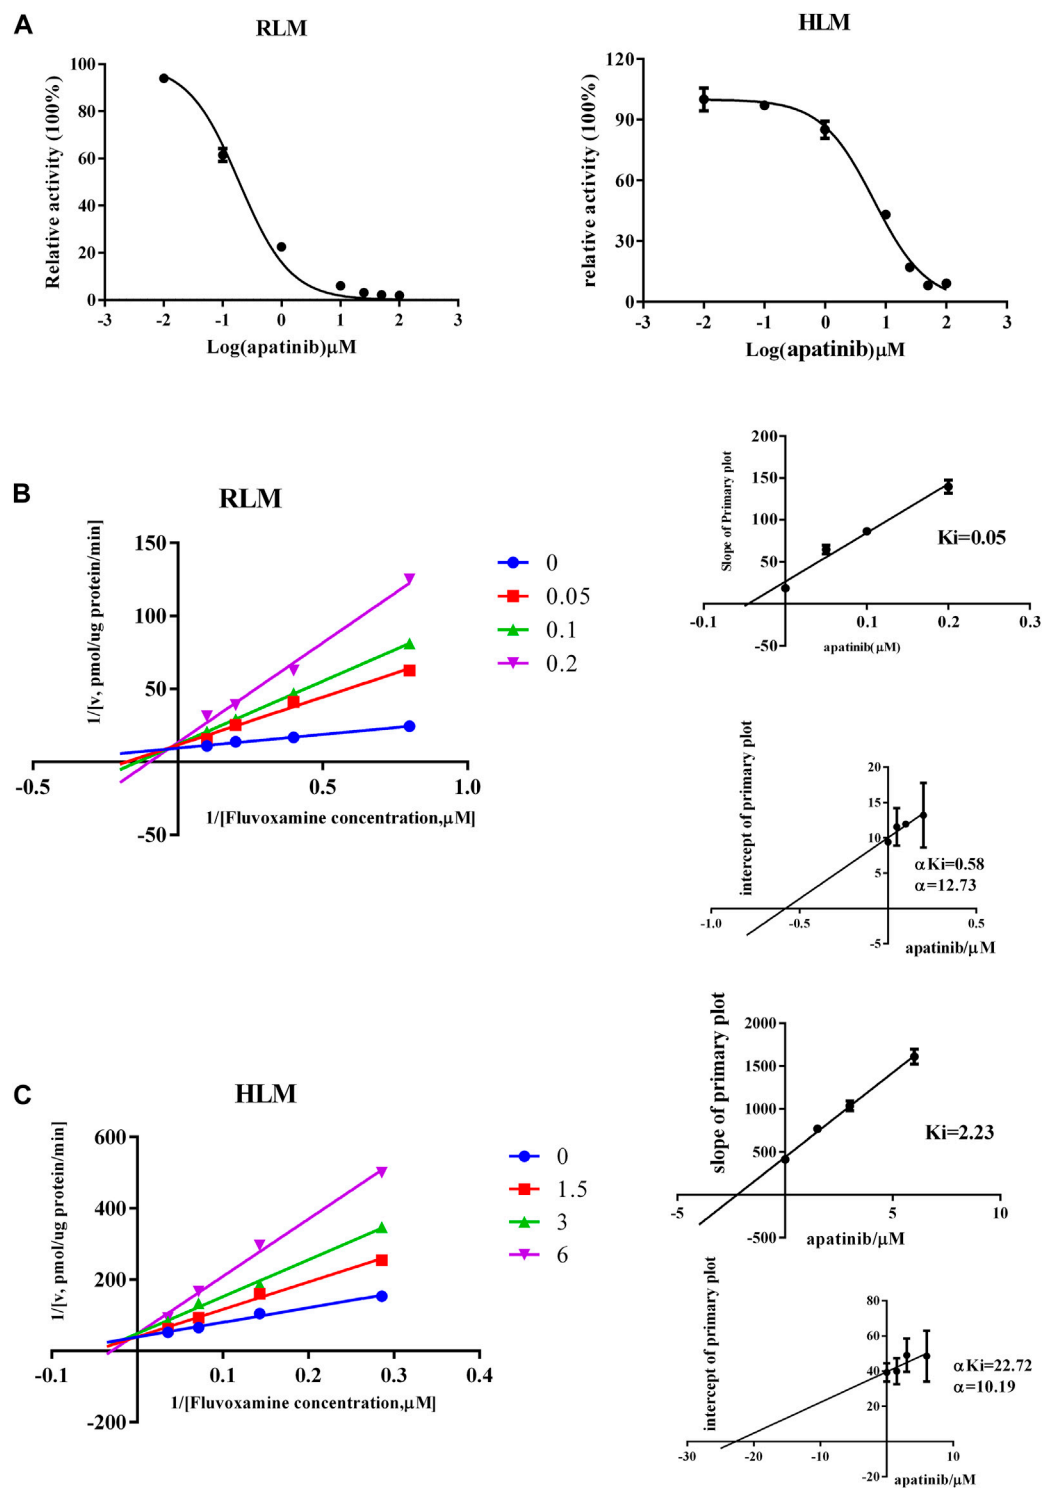 A
RLM
HLM
Relative activity (100%)
100
80
60
40
20
0
-3
-2
-1
0
1
2
3
Log(apatinib)μM
relative activity (100%)
120
90
60
30
0
-3
-2
-1
0
1
2
3
Log(apatinib)μM
B
RLM
1/[v, pmol/ug protein/min]
150
100
50
-50
-0.5
0.5
1.0
1/[Fluvoxamine concentration,μM]
0
0.05
0.1
0.2
Slope of Primary plot
200
150
100
50
-50
-0.1
0.1
0.2
0.3
apatinib(μM)
Ki=0.05
intercept of primary plot
20
15
10
5
-5
-1.0
-0.5
0.5
apatinib/μM
αKi=0.58
α=12.73
C
HLM
1/[v, pmol/ug protein/min]
600
400
200
-200
-0.1
0.1
0.2
0.3
0.4
1/[Fluvoxamine concentration,μM]
0
1.5
3
6
slope of primary plot
2000
1500
1000
500
-500
-5
5
10
apatinib/μM
Ki=2.23
intercept of primary plot
80
60
40
20
-20
-30
-20
-10
10
apatinib/μM
αKi=22.72
α=10.19